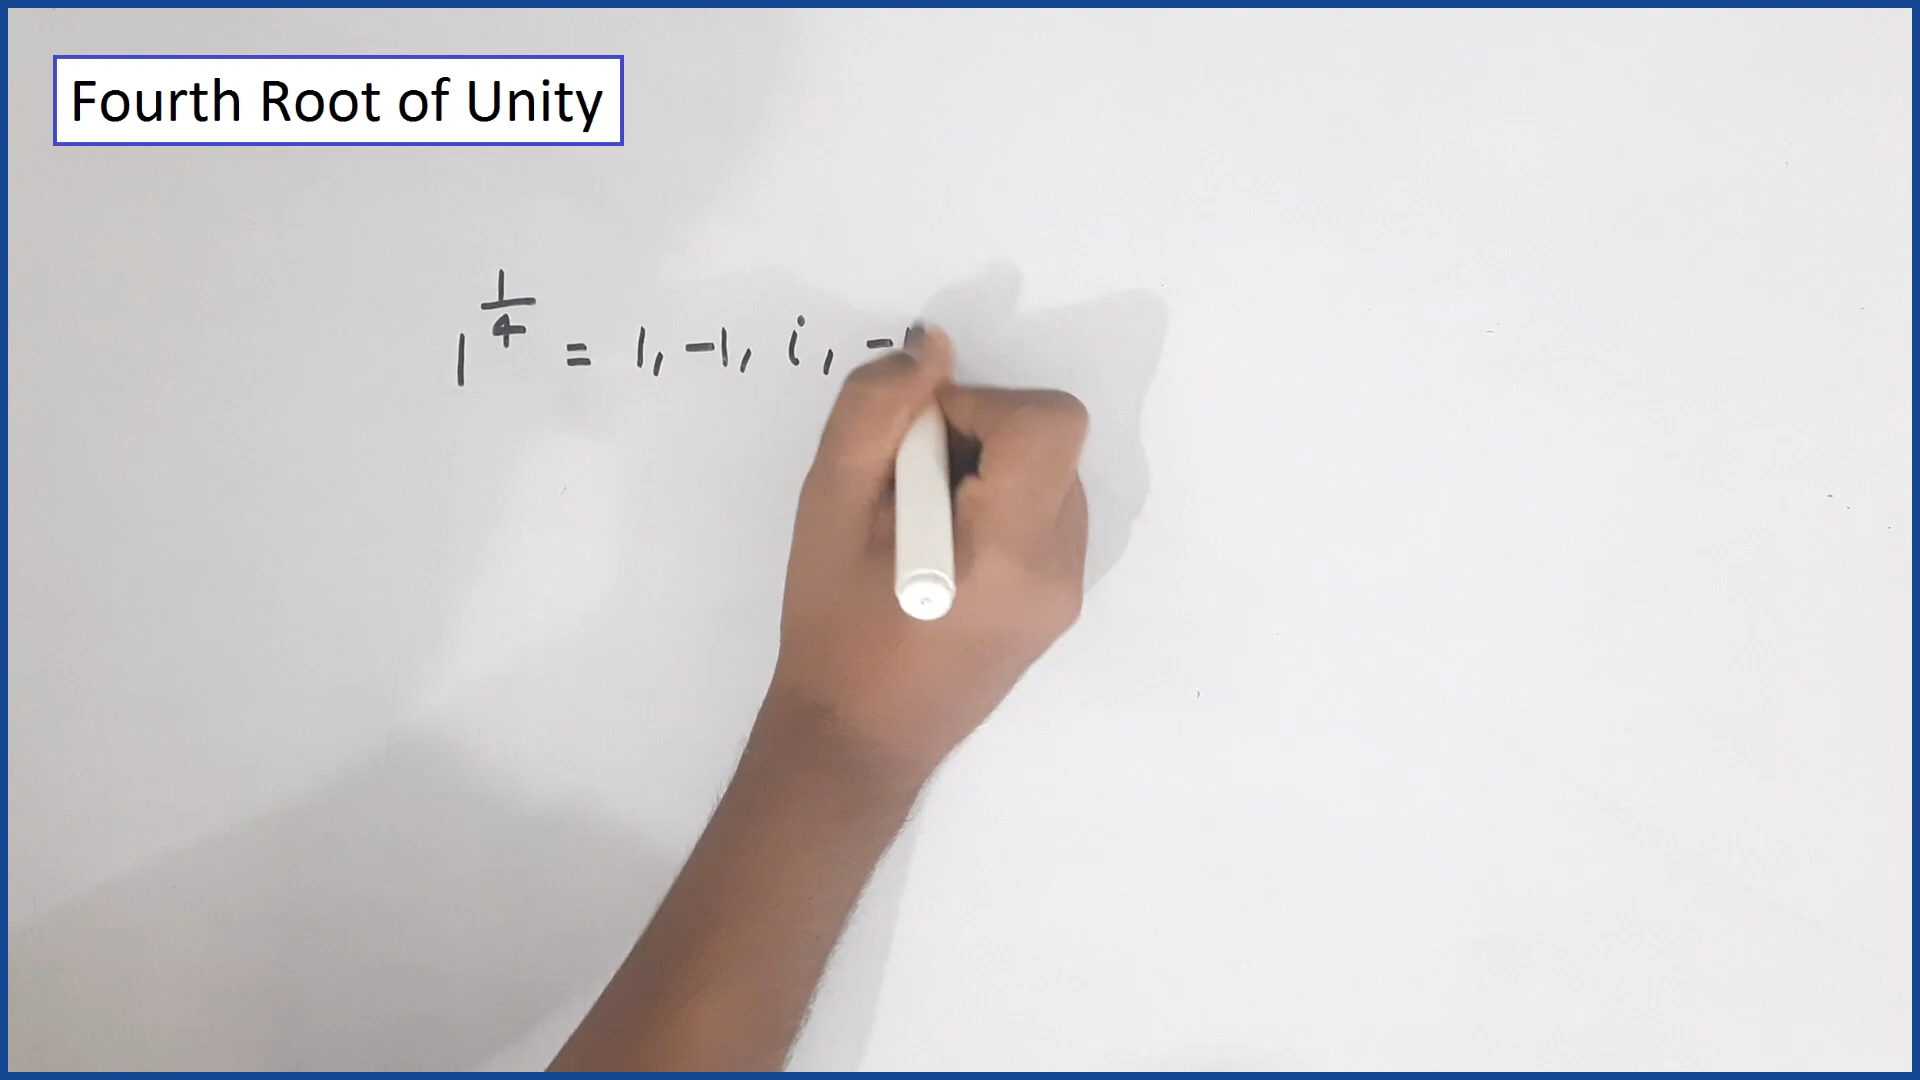 Fourth Root of Unity
1^{1/4} = 1, -1, i, -